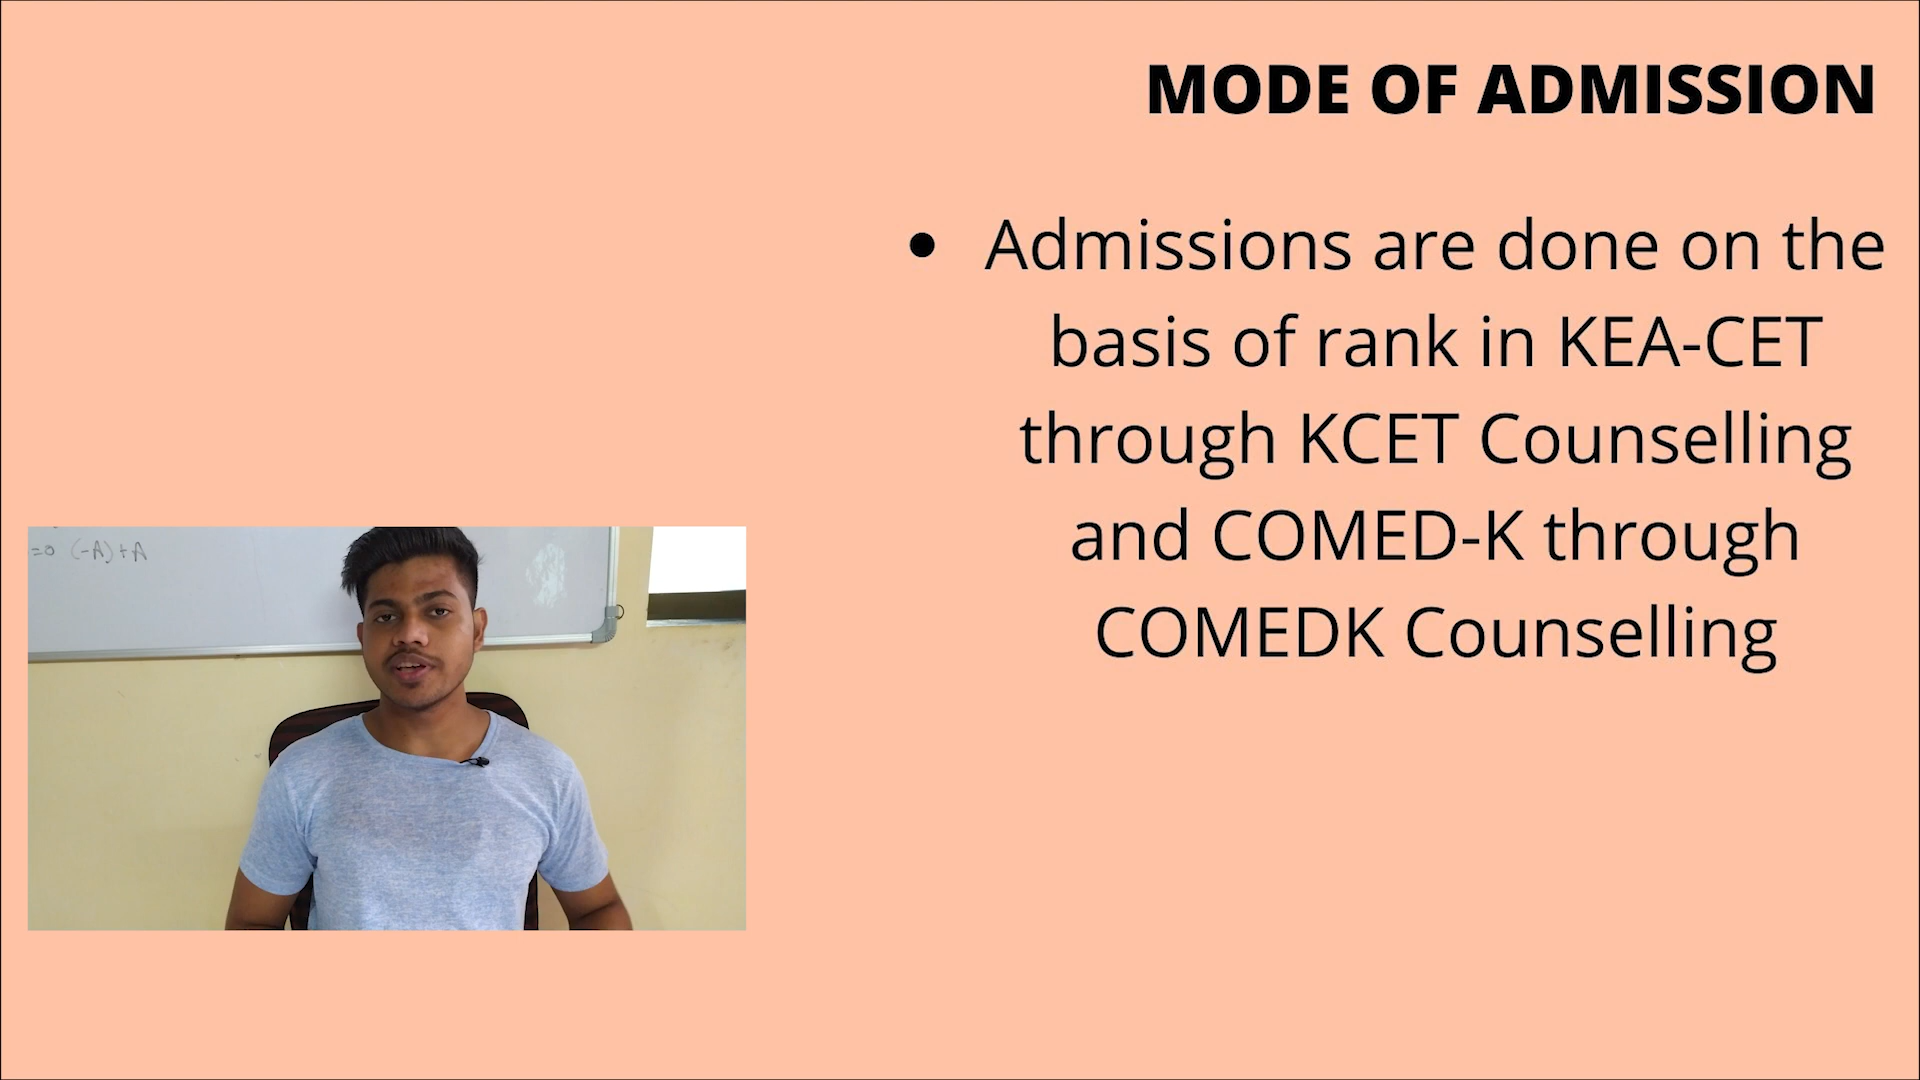 MODE OF ADMISSION
• Admissions are done on the
basis of rank in KEA-CET
through KCET Counselling
and COMED-K through
COMEDK Counselling
=0 (-A)+A